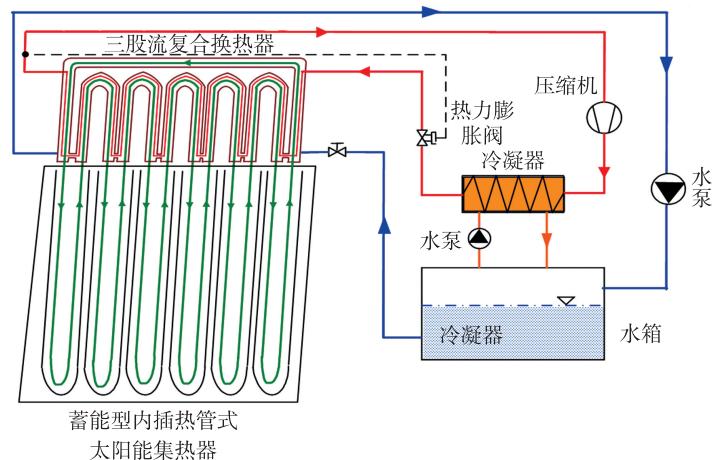 三股流复合换热器
压缩机
热力膨
胀阀
冷凝器
水
泵
水泵
冷凝器
水箱
蓄能型内插热管式
太阳能集热器